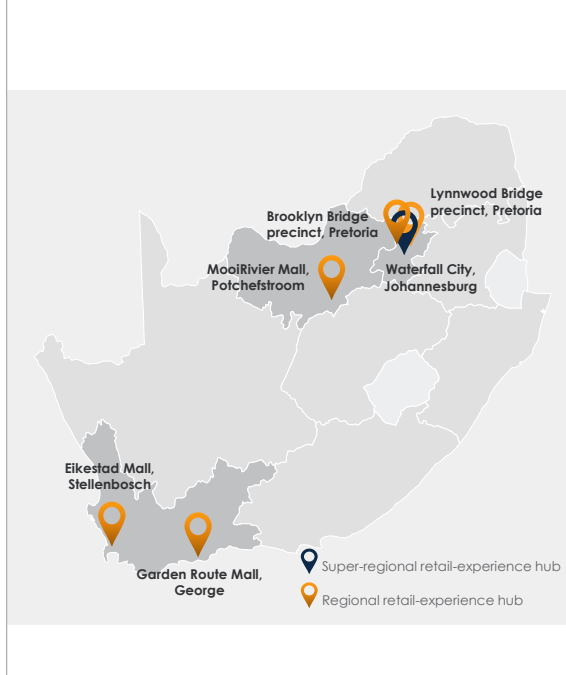 Lynnwood Bridge
precinct, Pretoria
Brooklyn Bridge
precinct, Pretoria
MooiRivier Mall,
Potchefstroom
Waterfall City,
Johannesburg
Eikestad Mall,
Stellenbosch
Garden Route Mall,
George
Super-regional retail-experience hub
Regional retail-experience hub